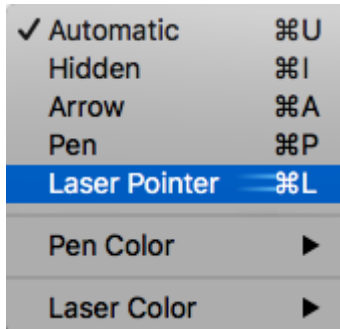 ✓ Automatic ⌘U
Hidden ⌘I
Arrow ⌘A
Pen ⌘P
Laser Pointer ⌘L
Pen Color ▶
Laser Color ▶